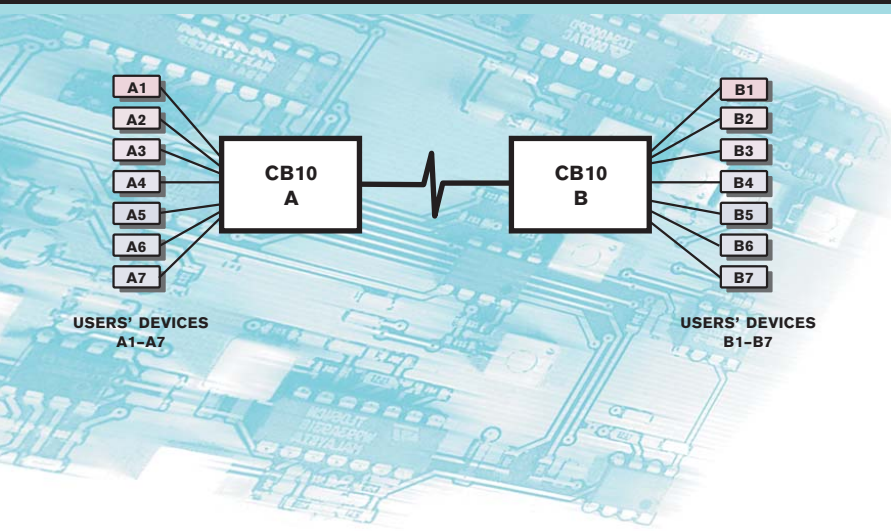 A1
A2
A3
A4
A5
A6
A7
CB10
A
CB10
B
B1
B2
B3
B4
B5
B6
B7
USERS' DEVICES
A1–A7
USERS' DEVICES
B1–B7